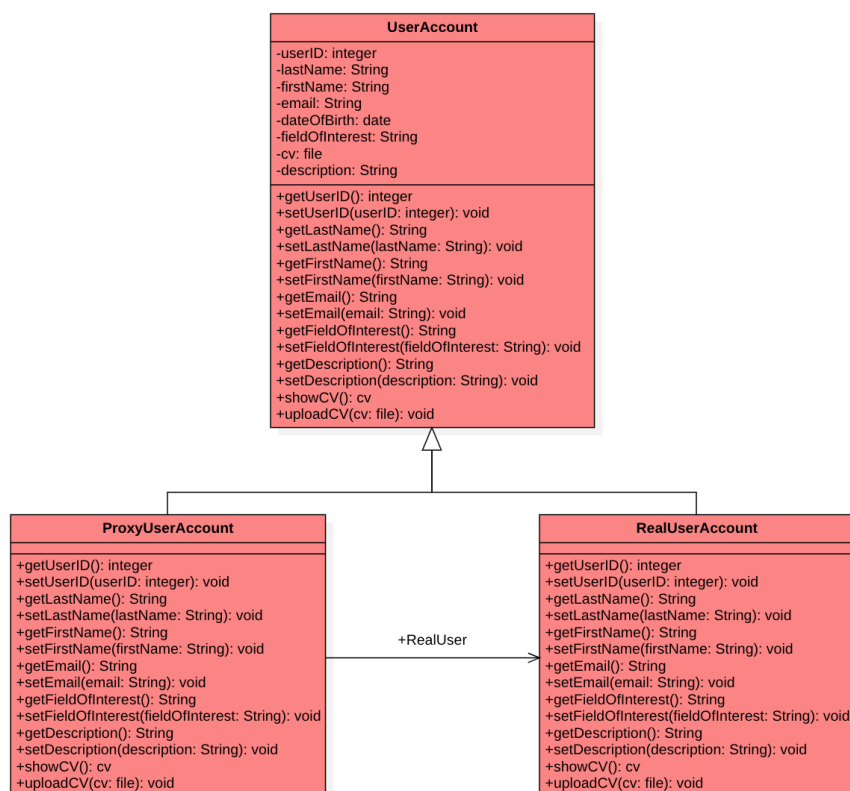 UserAccount
-userID: integer
-lastName: String
-firstName: String
-email: String
-dateOfBirth: date
-fieldOfInterest: String
-cv: file
-description: String
+getUserID(): integer
+setUserID(userID: integer): void
+getLastName(): String
+setLastName(lastName: String): void
+getFirstName(): String
+setFirstName(firstName: String): void
+getEmail(): String
+setEmail(email: String): void
+getFieldOfInterest(): String
+setFieldOfInterest(fieldOfInterest: String): void
+getDescription(): String
+setDescription(description: String): void
+showCV(): cv
+uploadCV(cv: file): void
ProxyUserAccount
+getUserID(): integer
+setUserID(userID: integer): void
+getLastName(): String
+setLastName(lastName: String): void
+getFirstName(): String
+setFirstName(firstName: String): void
+getEmail(): String
+setEmail(email: String): void
+getFieldOfInterest(): String
+setFieldOfInterest(fieldOfInterest: String): void
+getDescription(): String
+setDescription(description: String): void
+showCV(): cv
+uploadCV(cv: file): void
+RealUser
RealUserAccount
+getUserID(): integer
+setUserID(userID: integer): void
+getLastName(): String
+setLastName(lastName: String): void
+getFirstName(): String
+setFirstName(firstName: String): void
+getEmail(): String
+setEmail(email: String): void
+getFieldOfInterest(): String
+setFieldOfInterest(fieldOfInterest: String): void
+getDescription(): String
+setDescription(description: String): void
+showCV(): cv
+uploadCV(cv: file): void